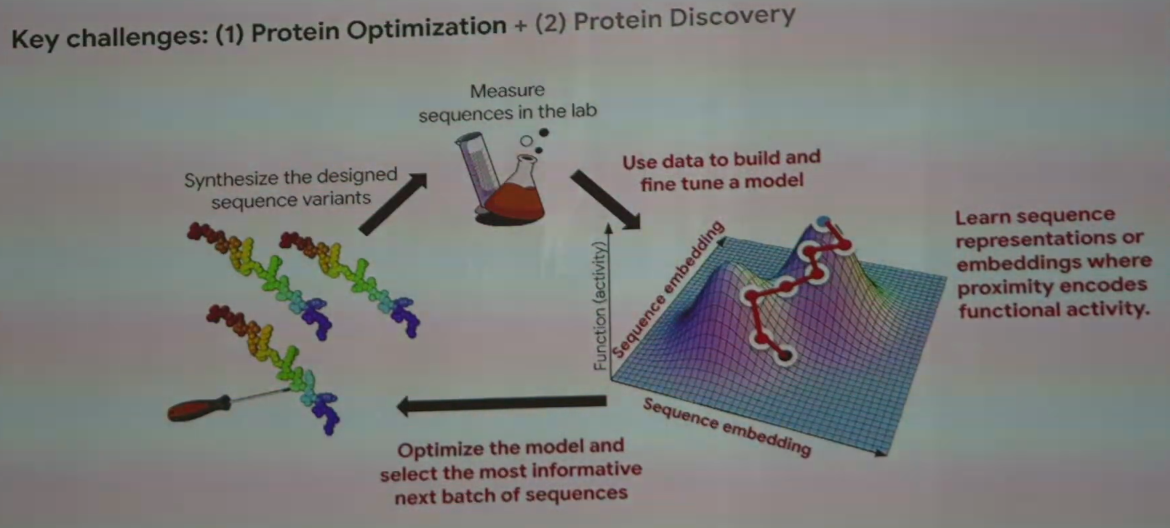 Key challenges: (1) Protein Optimization + (2) Protein Discovery
Measure
sequences in the lab
Synthesize the designed
sequence variants
Use data to build and
fine tune a model
Learn sequence
representations or
embeddings where
proximity encodes
functional activity.
Function (activity)
Sequence embedding
Sequence embedding
Optimize the model and
select the most informative
next batch of sequences